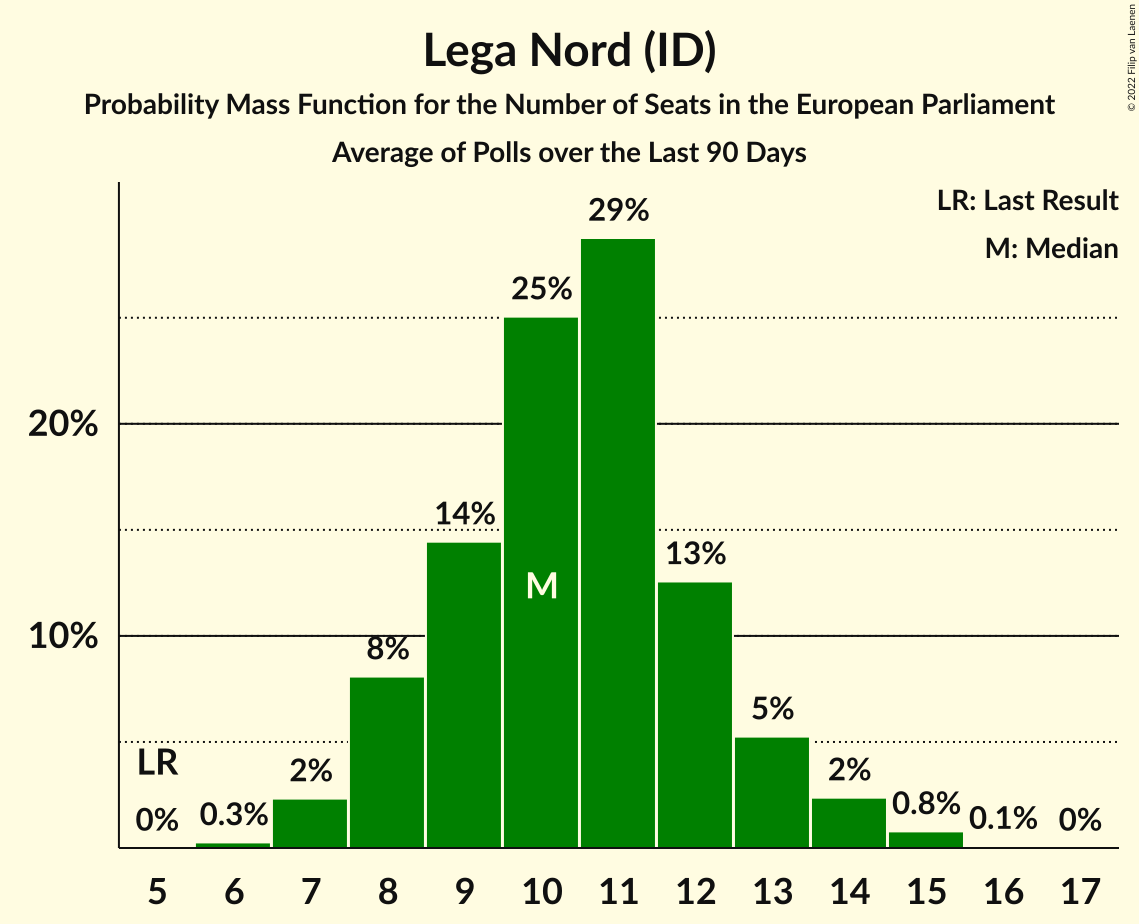 Lega Nord (ID)
Probability Mass Function for the Number of Seats in the European Parliament
Average of Polls over the Last 90 Days
© 2022 Filip van Laenen
LR: Last Result
M: Median
20%
10%
LR
0%
0.3%
2%
8%
14%
25%
29%
13%
5%
2%
0.8%
0.1%
0%
M
5 6 7 8 9 10 11 12 13 14 15 16 17